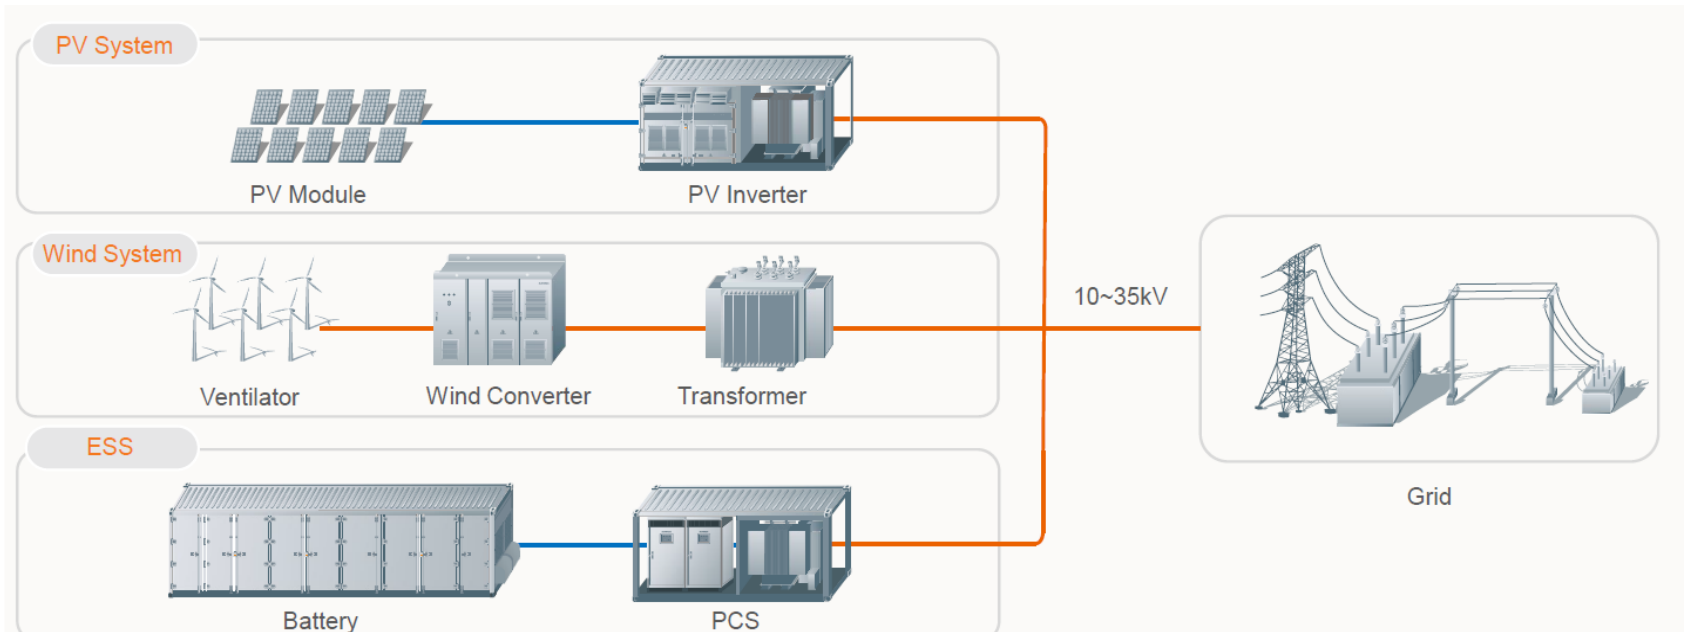 PV System
PV Module
PV Inverter
Wind System
Ventilator
Wind Converter
Transformer
10~35kV
Grid
ESS
Battery
PCS